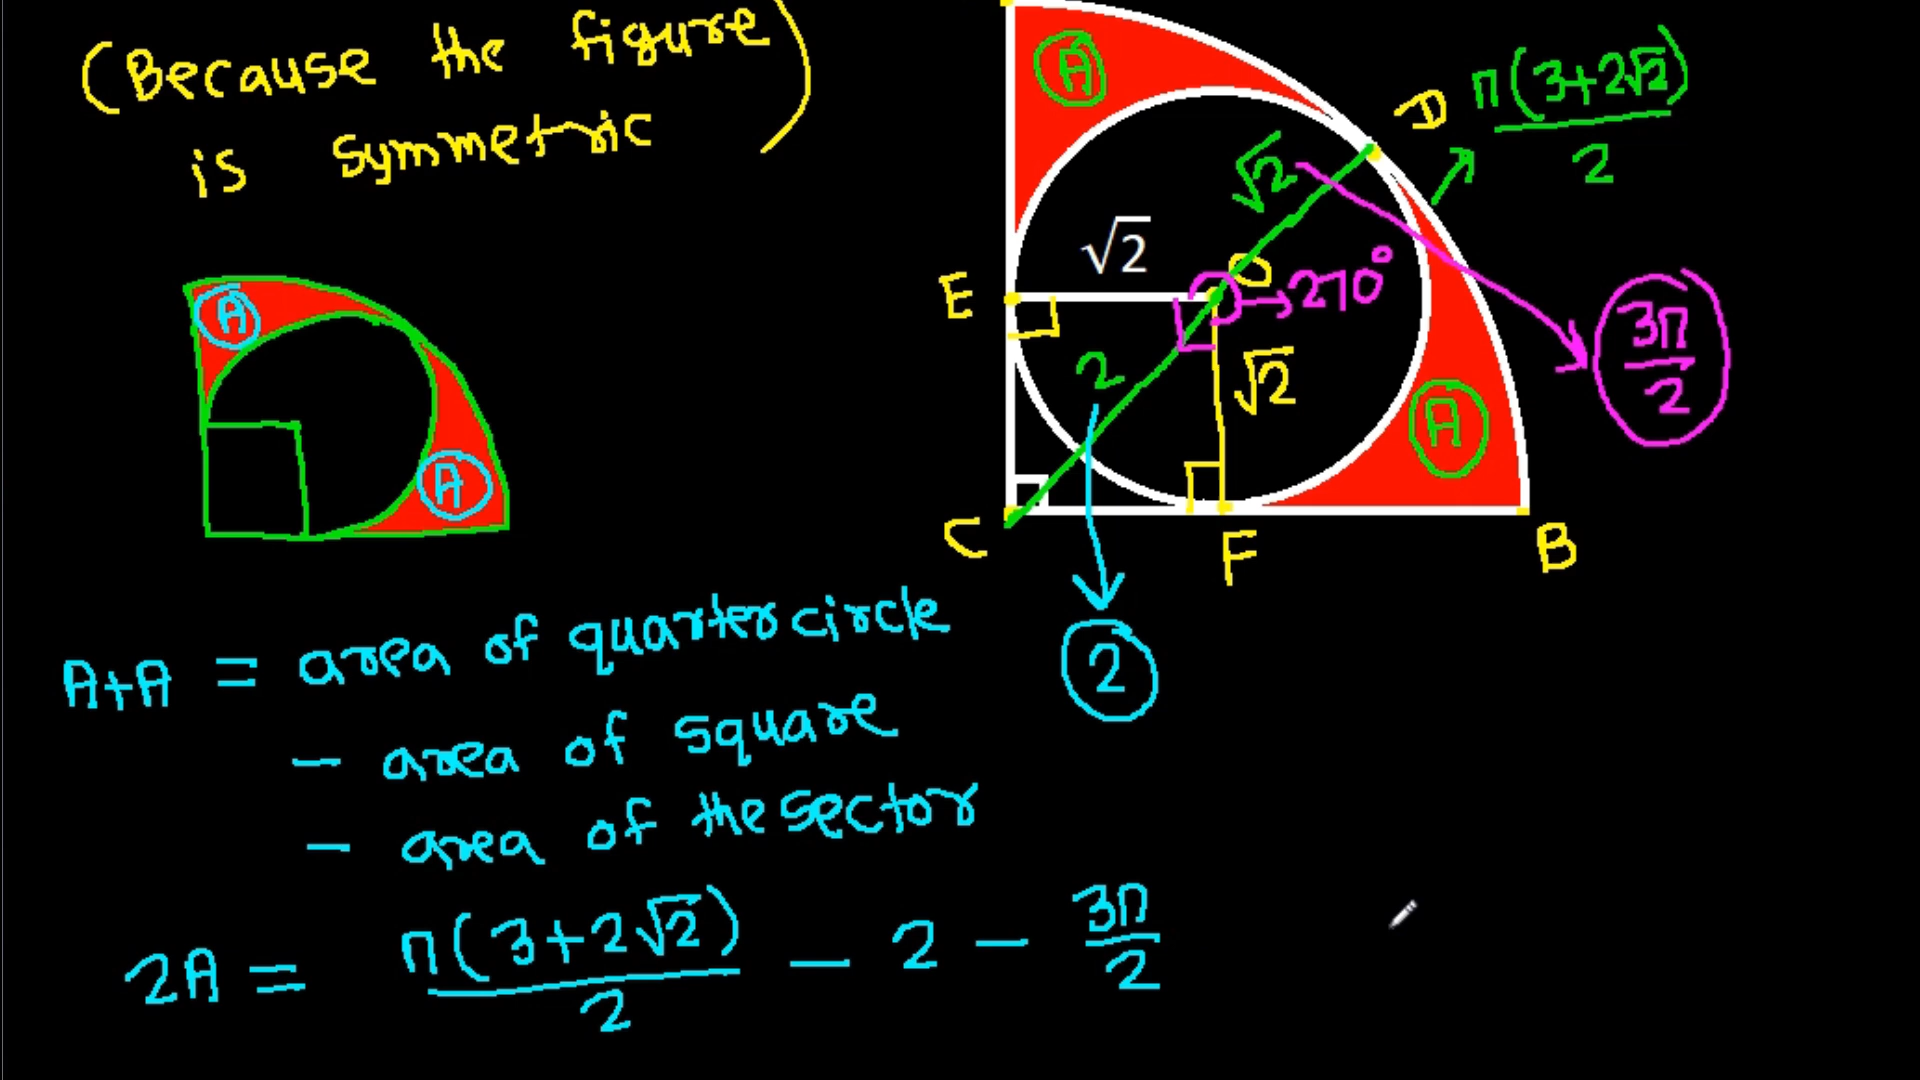 (Because the figure
is symmetric)
A
A
A+A = area of quarter circle
- area of square
- area of the sector
2A = π(3+2√2)/2 - 2 - 3π/2
A
D
π(3+2√2)/2
√2
√2
O
E
270°
3π/2
2
√2
A
C
F
B
2